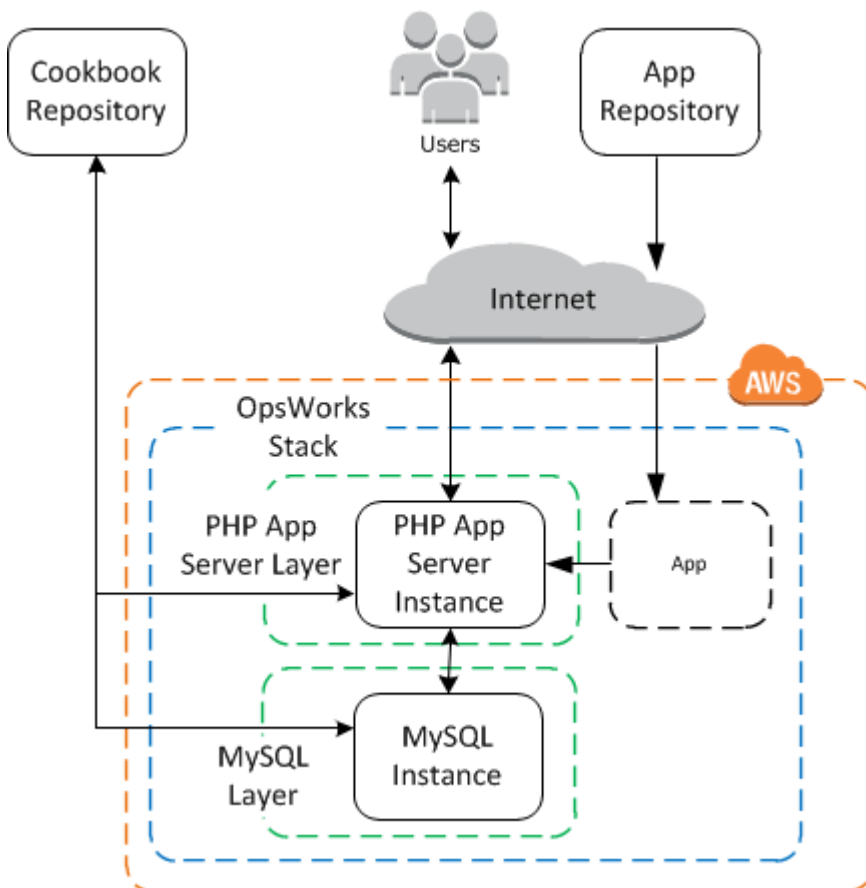 Cookbook
Repository
Users
App
Repository
Internet
AWS
OpsWorks
Stack
PHP App
Server Layer
PHP App
Server
Instance
App
MySQL
Layer
MySQL
Instance